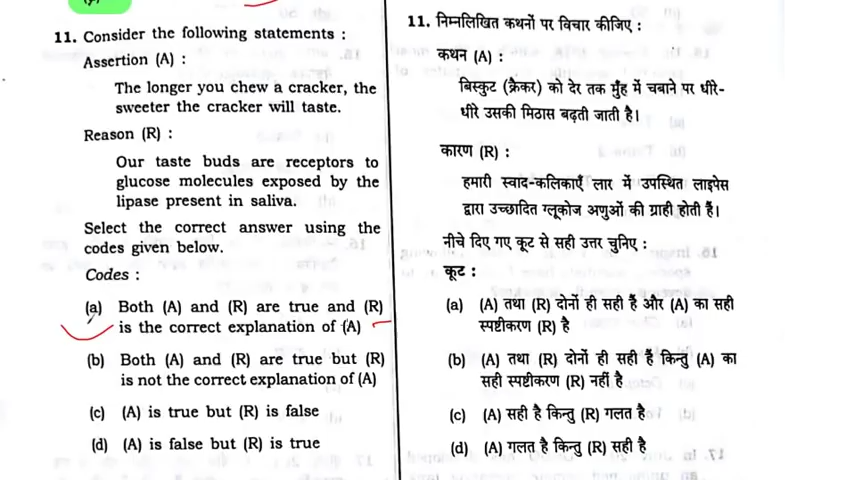 11. Consider the following statements :
Assertion (A) :
The longer you chew a cracker, the
sweeter the cracker will taste.
Reason (R) :
Our taste buds are receptors to
glucose molecules exposed by the
lipase present in saliva.
Select the correct answer using the
codes given below.
Codes :
(a) Both (A) and (R) are true and (R)
is the correct explanation of (A)
(b) Both (A) and (R) are true but (R)
is not the correct explanation of (A)
(c) (A) is true but (R) is false
(d) (A) is false but (R) is true
11. निम्नलिखित कथनों पर विचार कीजिए :
कथन (A) :
बिस्कुट (क्रैकर) को देर तक मुँह में चबाने पर धीरे-
धीरे उसकी मिठास बढ़ती जाती है।
कारण (R) :
हमारी स्वाद-कलिकाएँ लार में उपस्थित लाइपेस
द्वारा उच्छादित ग्लूकोज अणुओं की ग्राही होती हैं।
नीचे दिए गए कूट से सही उत्तर चुनिए :
कूट :
(a) (A) तथा (R) दोनों ही सही हैं और (A) का सही
स्पष्टीकरण (R) है
(b) (A) तथा (R) दोनों ही सही हैं किन्तु (A) का
सही स्पष्टीकरण (R) नहीं है
(c) (A) सही है किन्तु (R) गलत है
(d) (A) गलत है किन्तु (R) सही है